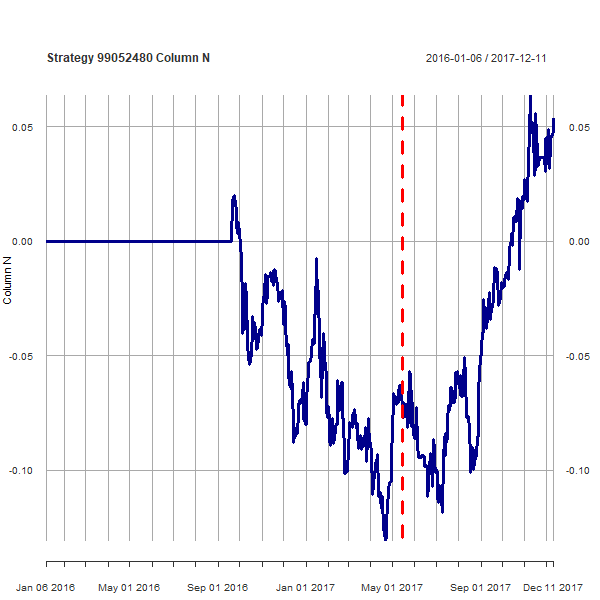 Strategy 99052480 Column N
2016-01-06 / 2017-12-11
0.05
0.05
0.00
0.00
Column N
-0.05
-0.05
-0.10
-0.10
Jan 06 2016
May 01 2016
Sep 01 2016
Jan 01 2017
May 01 2017
Sep 01 2017
Dec 11 2017